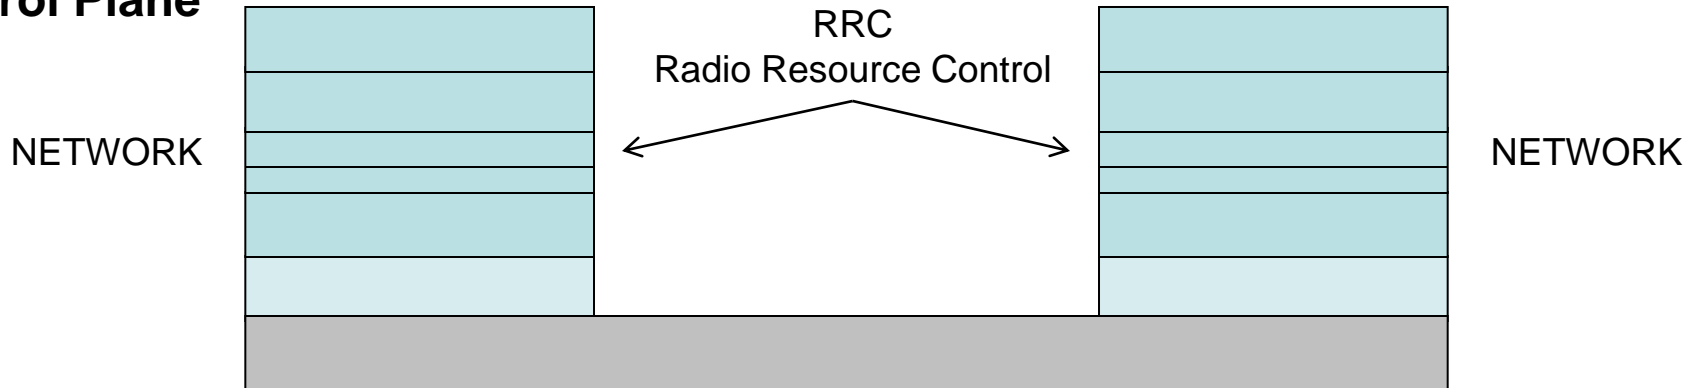 rol Plane
RRC
Radio Resource Control
NETWORK
NETWORK